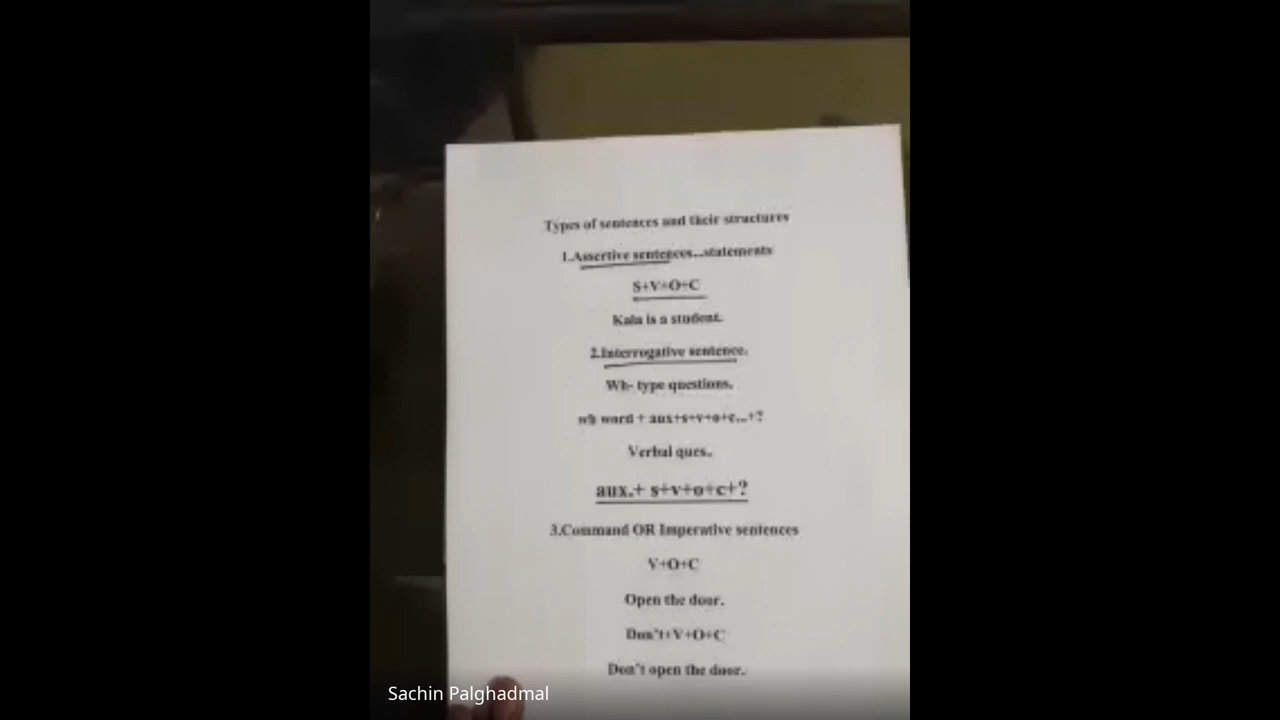 Types of sentences and their structures
1.Assertive sentences...statements
S+V+O+C
Kala is a student.
2.Interrogative sentence.
Wh- type questions.
wh word + aux+s+v+o+c...+?
Verbal ques..
aux.+ s+v+o+c+?
3.Command OR Imperative sentences
V+O+C
Open the door.
Don't+V+O+C
Don't open the door.
Sachin Palghadmal